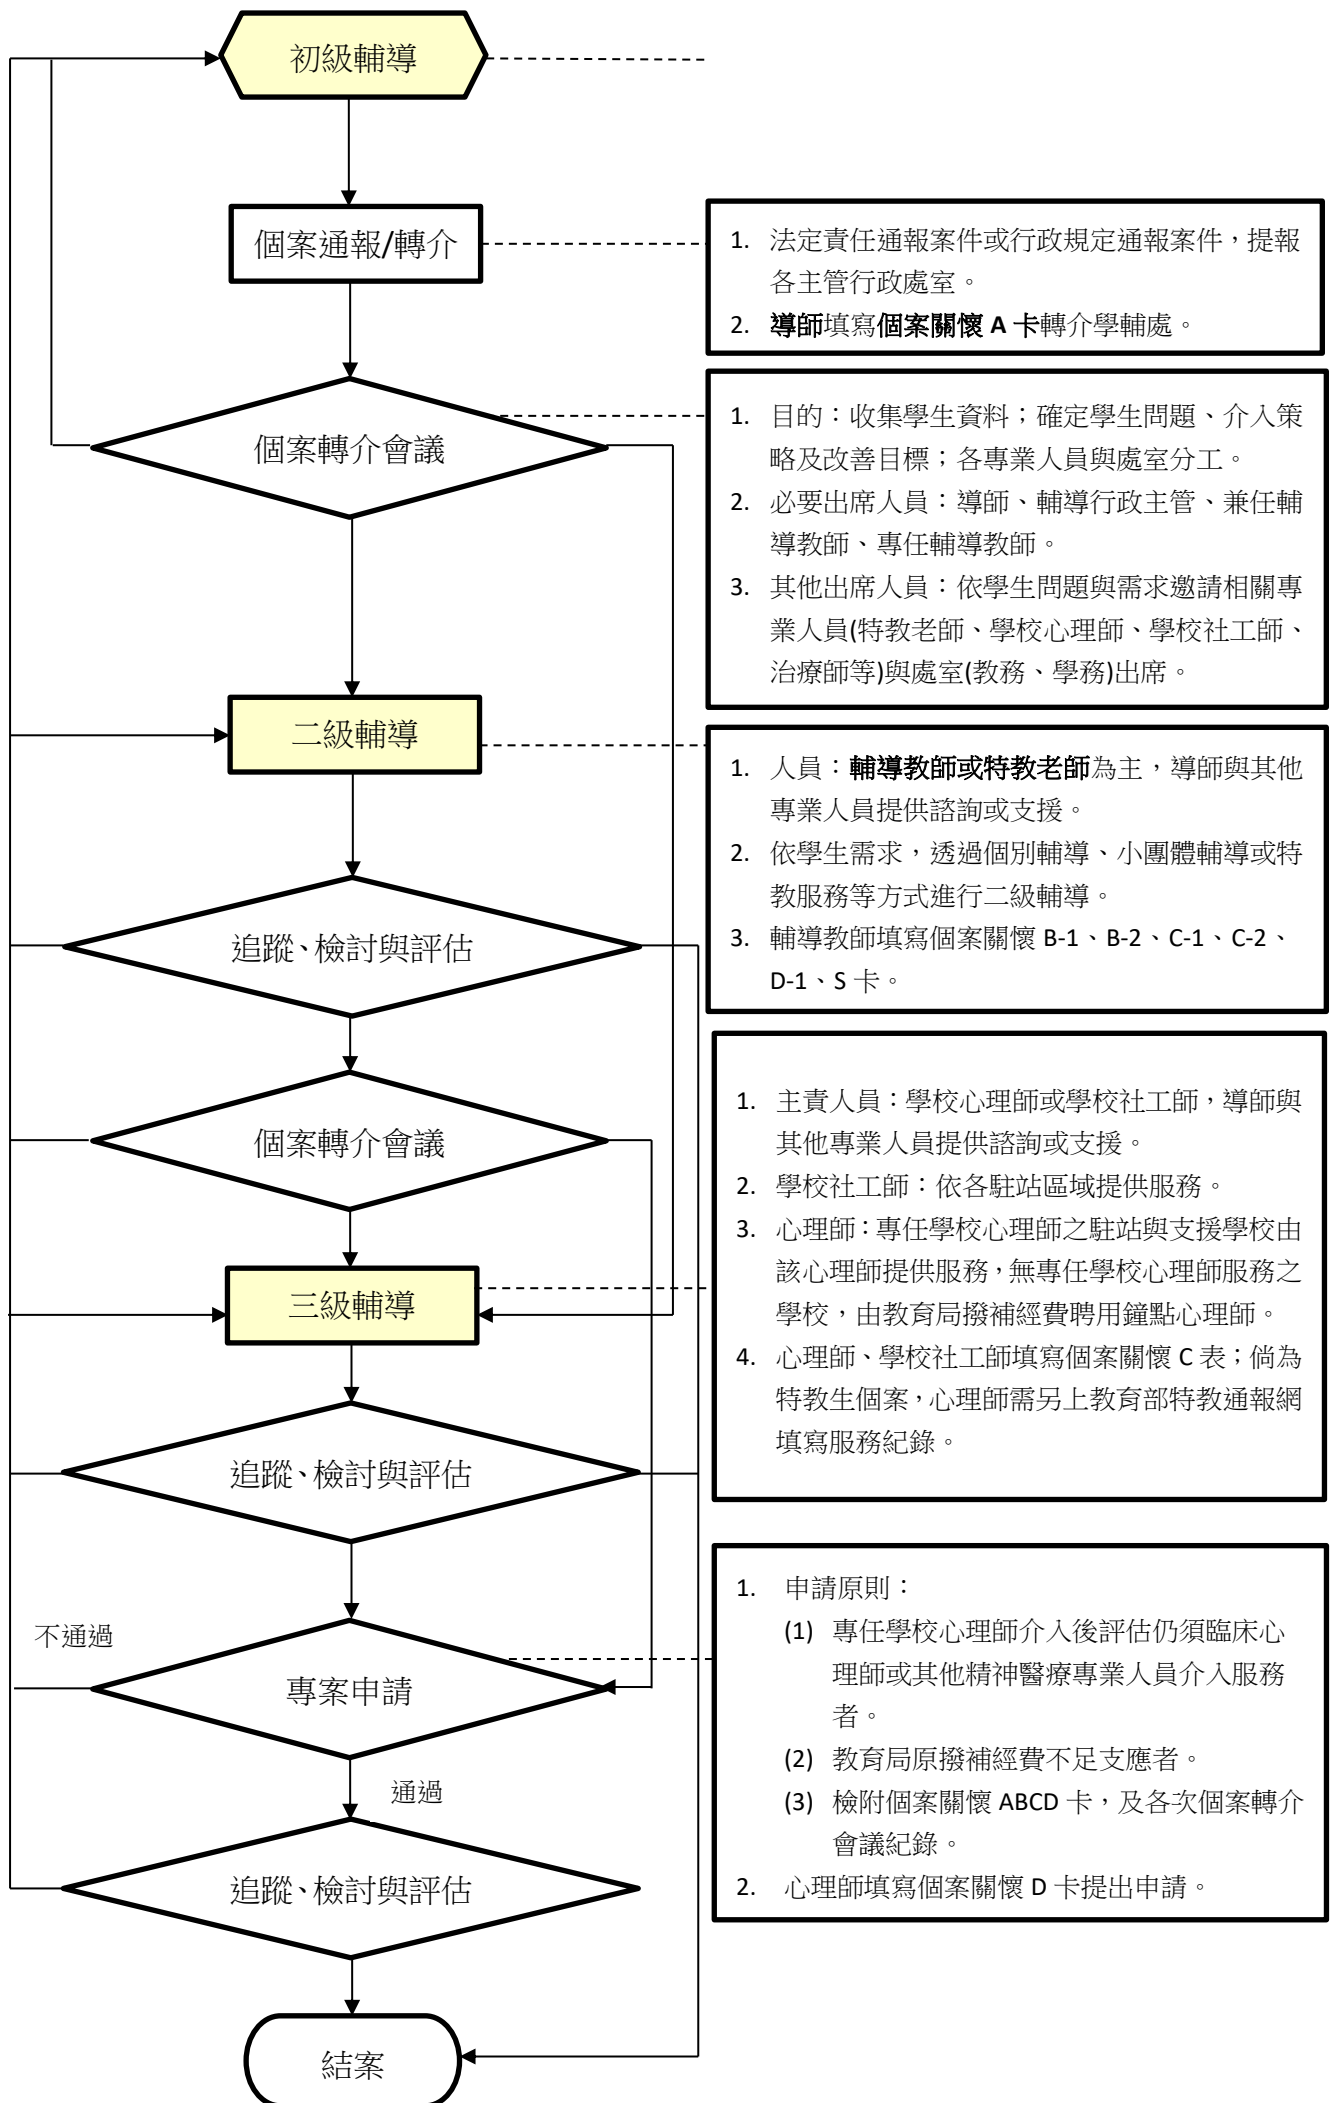 初級輔導
個案通報/轉介
1. 法定責任通報案件或行政規定通報案件，提報
各主管行政處室。
2. 導師填寫個案關懷 A 卡轉介學輔處。
個案轉介會議
1. 目的：收集學生資料；確定學生問題、介入策
略及改善目標；各專業人員與處室分工。
2. 必要出席人員：導師、輔導行政主管、兼任輔
導教師、專任輔導教師。
3. 其他出席人員：依學生問題與需求邀請相關專
業人員(特教老師、學校心理師、學校社工師、
治療師等)與處室(教務、學務)出席。
二級輔導
1. 人員：輔導教師或特教老師為主，導師與其他
專業人員提供諮詢或支援。
2. 依學生需求，透過個別輔導、小團體輔導或特
教服務等方式進行二級輔導。
3. 輔導教師填寫個案關懷 B-1、B-2、C-1、C-2、
D-1、S 卡。
追蹤、檢討與評估
個案轉介會議
三級輔導
1. 主責人員：學校心理師或學校社工師，導師與
其他專業人員提供諮詢或支援。
2. 學校社工師：依各駐站區域提供服務。
3. 心理師：專任學校心理師之駐站與支援學校由
該心理師提供服務，無專任學校心理師服務之
學校，由教育局撥補經費聘用鐘點心理師。
4. 心理師、學校社工師填寫個案關懷 C 表；倘為
特教生個案，心理師需另上教育部特教通報網
填寫服務紀錄。
追蹤、檢討與評估
不通過
專案申請
通過
1. 申請原則：
(1) 專任學校心理師介入後評估仍須臨床心
理師或其他精神醫療專業人員介入服務
者。
(2) 教育局原撥補經費不足支應者。
(3) 檢附個案關懷 ABCD 卡，及各次個案轉介
會議紀錄。
2. 心理師填寫個案關懷 D 卡提出申請。
追蹤、檢討與評估
結案